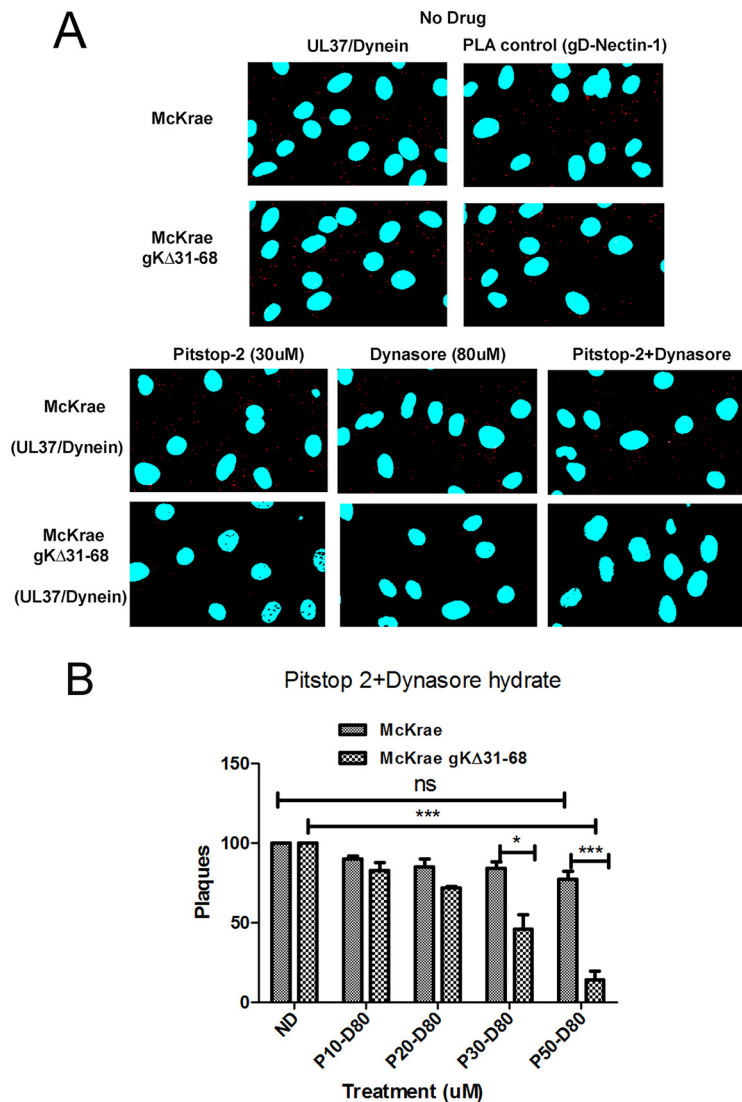 A
No Drug
UL37/Dynein
PLA control (gD-Nectin-1)
McKrae
McKrae
gKΔ31-68
Pitstop-2 (30uM)
Dynasore (80uM)
Pitstop-2+Dynasore
McKrae
(UL37/Dynein)
McKrae
gKΔ31-68
(UL37/Dynein)
B
Pitstop 2+Dynasore hydrate
McKrae
McKrae gKΔ31-68
150
ns
***
100
*
***
Plaques
50
0
ND
P10-D80
P20-D80
P30-D80
P50-D80
Treatment (uM)